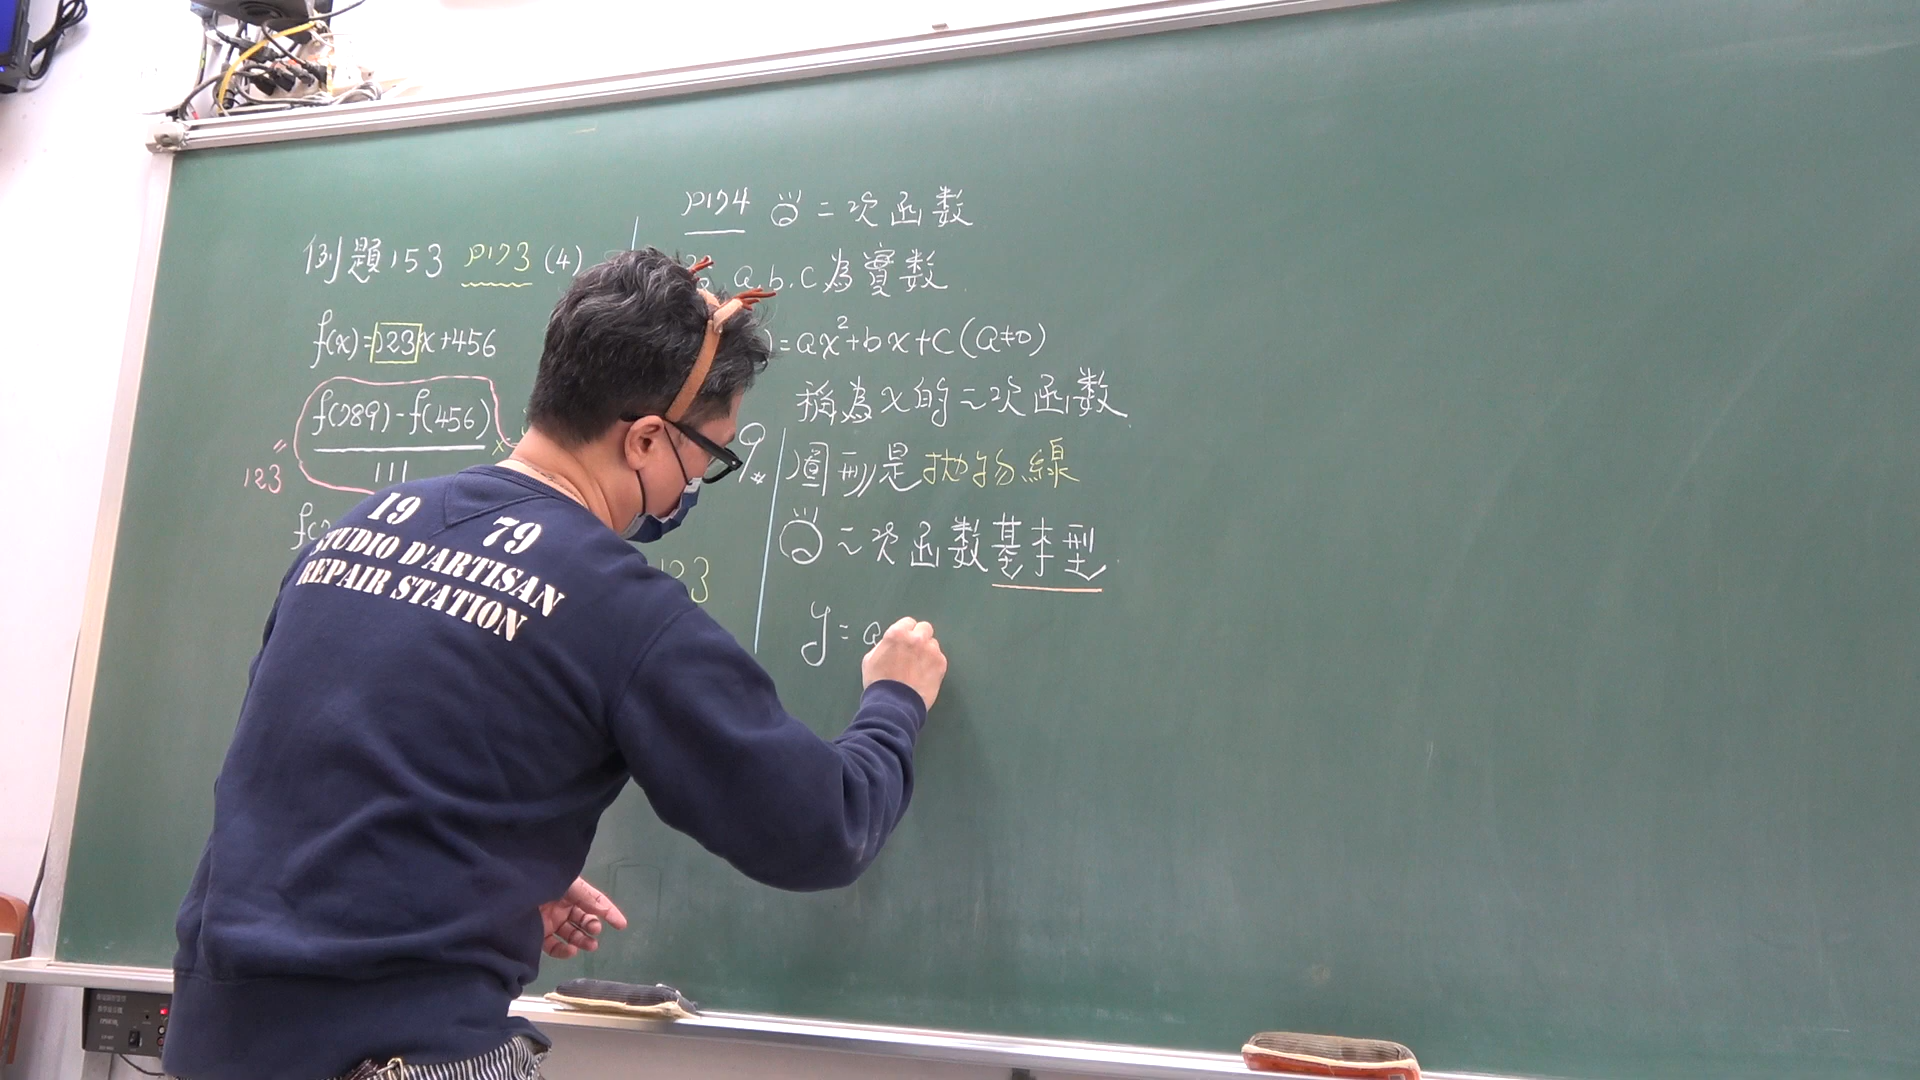 例題153 P173 (4)
f(x)=123x+456
f(789)-f(456)
111
= 123
123
9.#
P174 二次函數
a.b.c為實數
)=ax²+bx+c(a≠0)
稱為x的二次函數
圖形是拋物線
二次函數基本型
y=a
19 79
STUDIO D'ARTISAN
REPAIR STATION